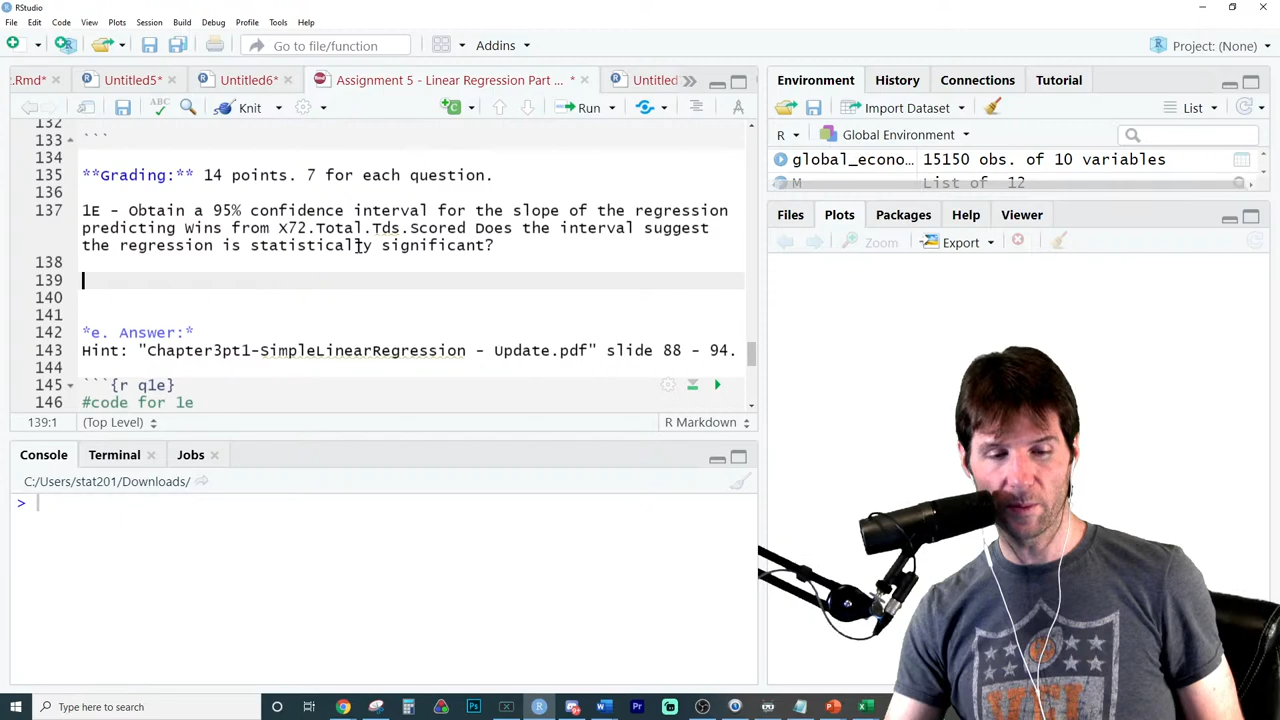 RStudio
File Edit Code View Plots Session Build Debug Profile Tools Help
Go to file/function Addins Project: (None)
.Rmd* Untitled5* Untitled6* Assignment 5 - Linear Regression Part ... * Untitled
Knit Run
132
133 ```
134
135 **Grading:** 14 points. 7 for each question.
136
137 1E - Obtain a 95% confidence interval for the slope of the regression
predicting Wins from X72.Total.Tds.Scored Does the interval suggest
the regression is statistically significant?
138
139
140
141
142 *e. Answer:*
143 Hint: "Chapter3pt1-SimpleLinearRegression - Update.pdf" slide 88 - 94.
144
145 ```{r q1e}
146 #code for 1e
139:1 (Top Level) R Markdown
Console Terminal Jobs
C:/Users/stat201/Downloads/
>
Environment History Connections Tutorial
Import Dataset List
R Global Environment
global_econo... 15150 obs. of 10 variables
M List of 12
Files Plots Packages Help Viewer
Zoom Export
Type here to search